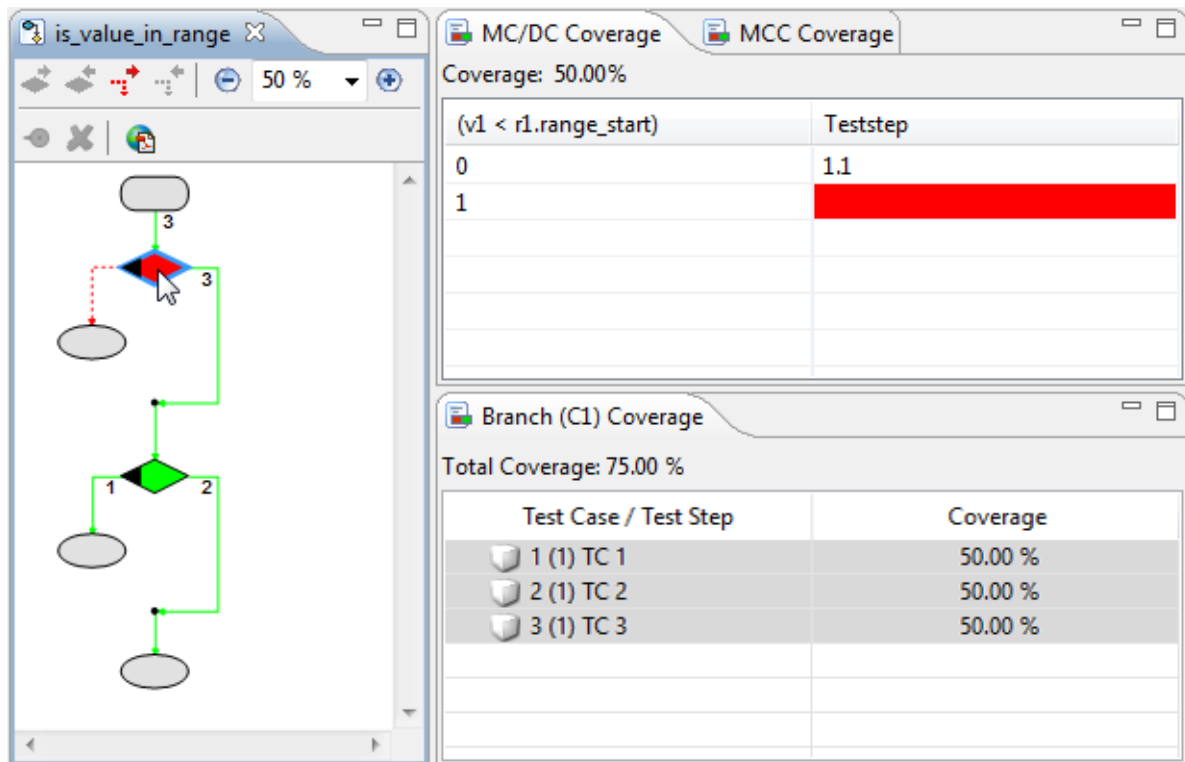 is_value_in_range
50 %
3
3
1
2
MC/DC Coverage
MCC Coverage
Coverage: 50.00%
(v1 < r1.range_start) Teststep
0 1.1
1
Branch (C1) Coverage
Total Coverage: 75.00 %
Test Case / Test Step Coverage
1 (1) TC 1 50.00 %
2 (1) TC 2 50.00 %
3 (1) TC 3 50.00 %